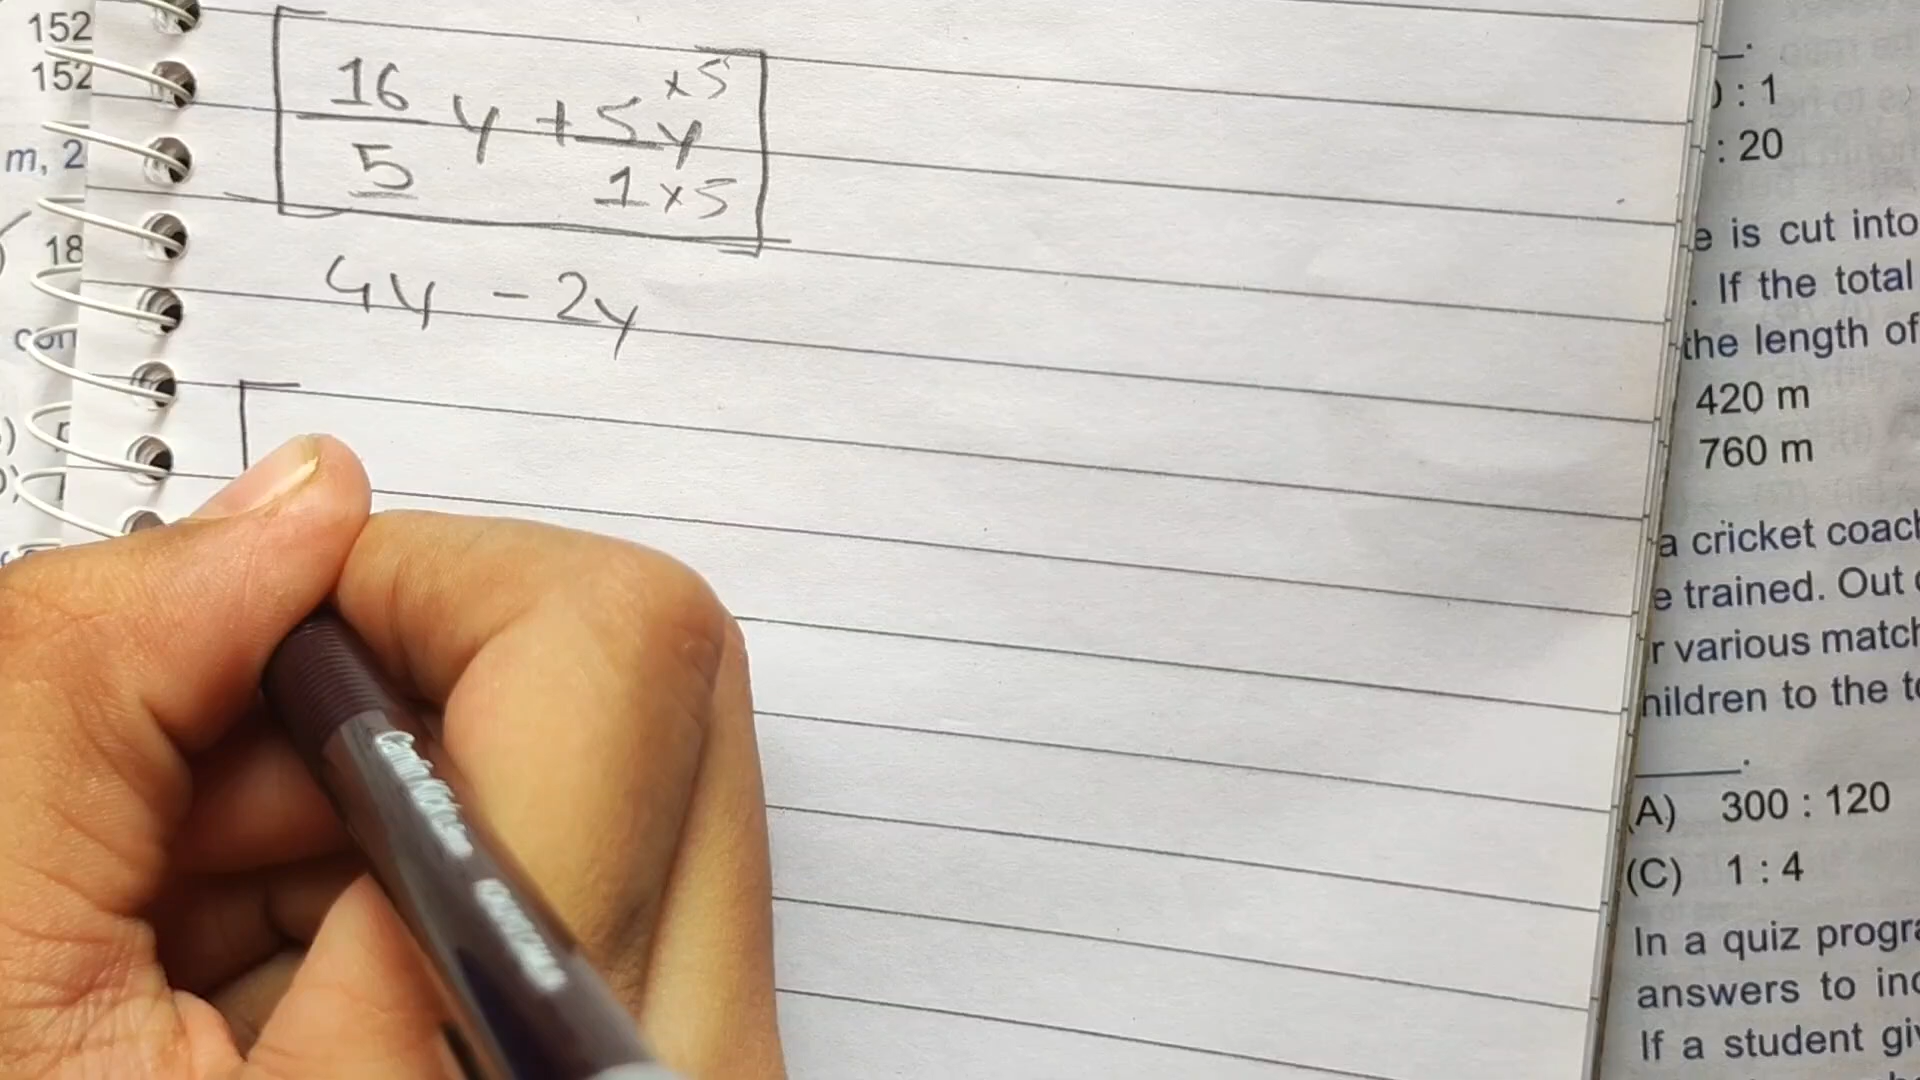 152
152
m, 2
18
16/5 y + 5y/1 ×5 ×5
4y - 2y
: 1
: 20
e is cut into
. If the total
the length of
420 m
760 m
a cricket coach
e trained. Out
r various match
hildren to the to
(A) 300 : 120
(C) 1 : 4
In a quiz progra
answers to inc
If a student giv